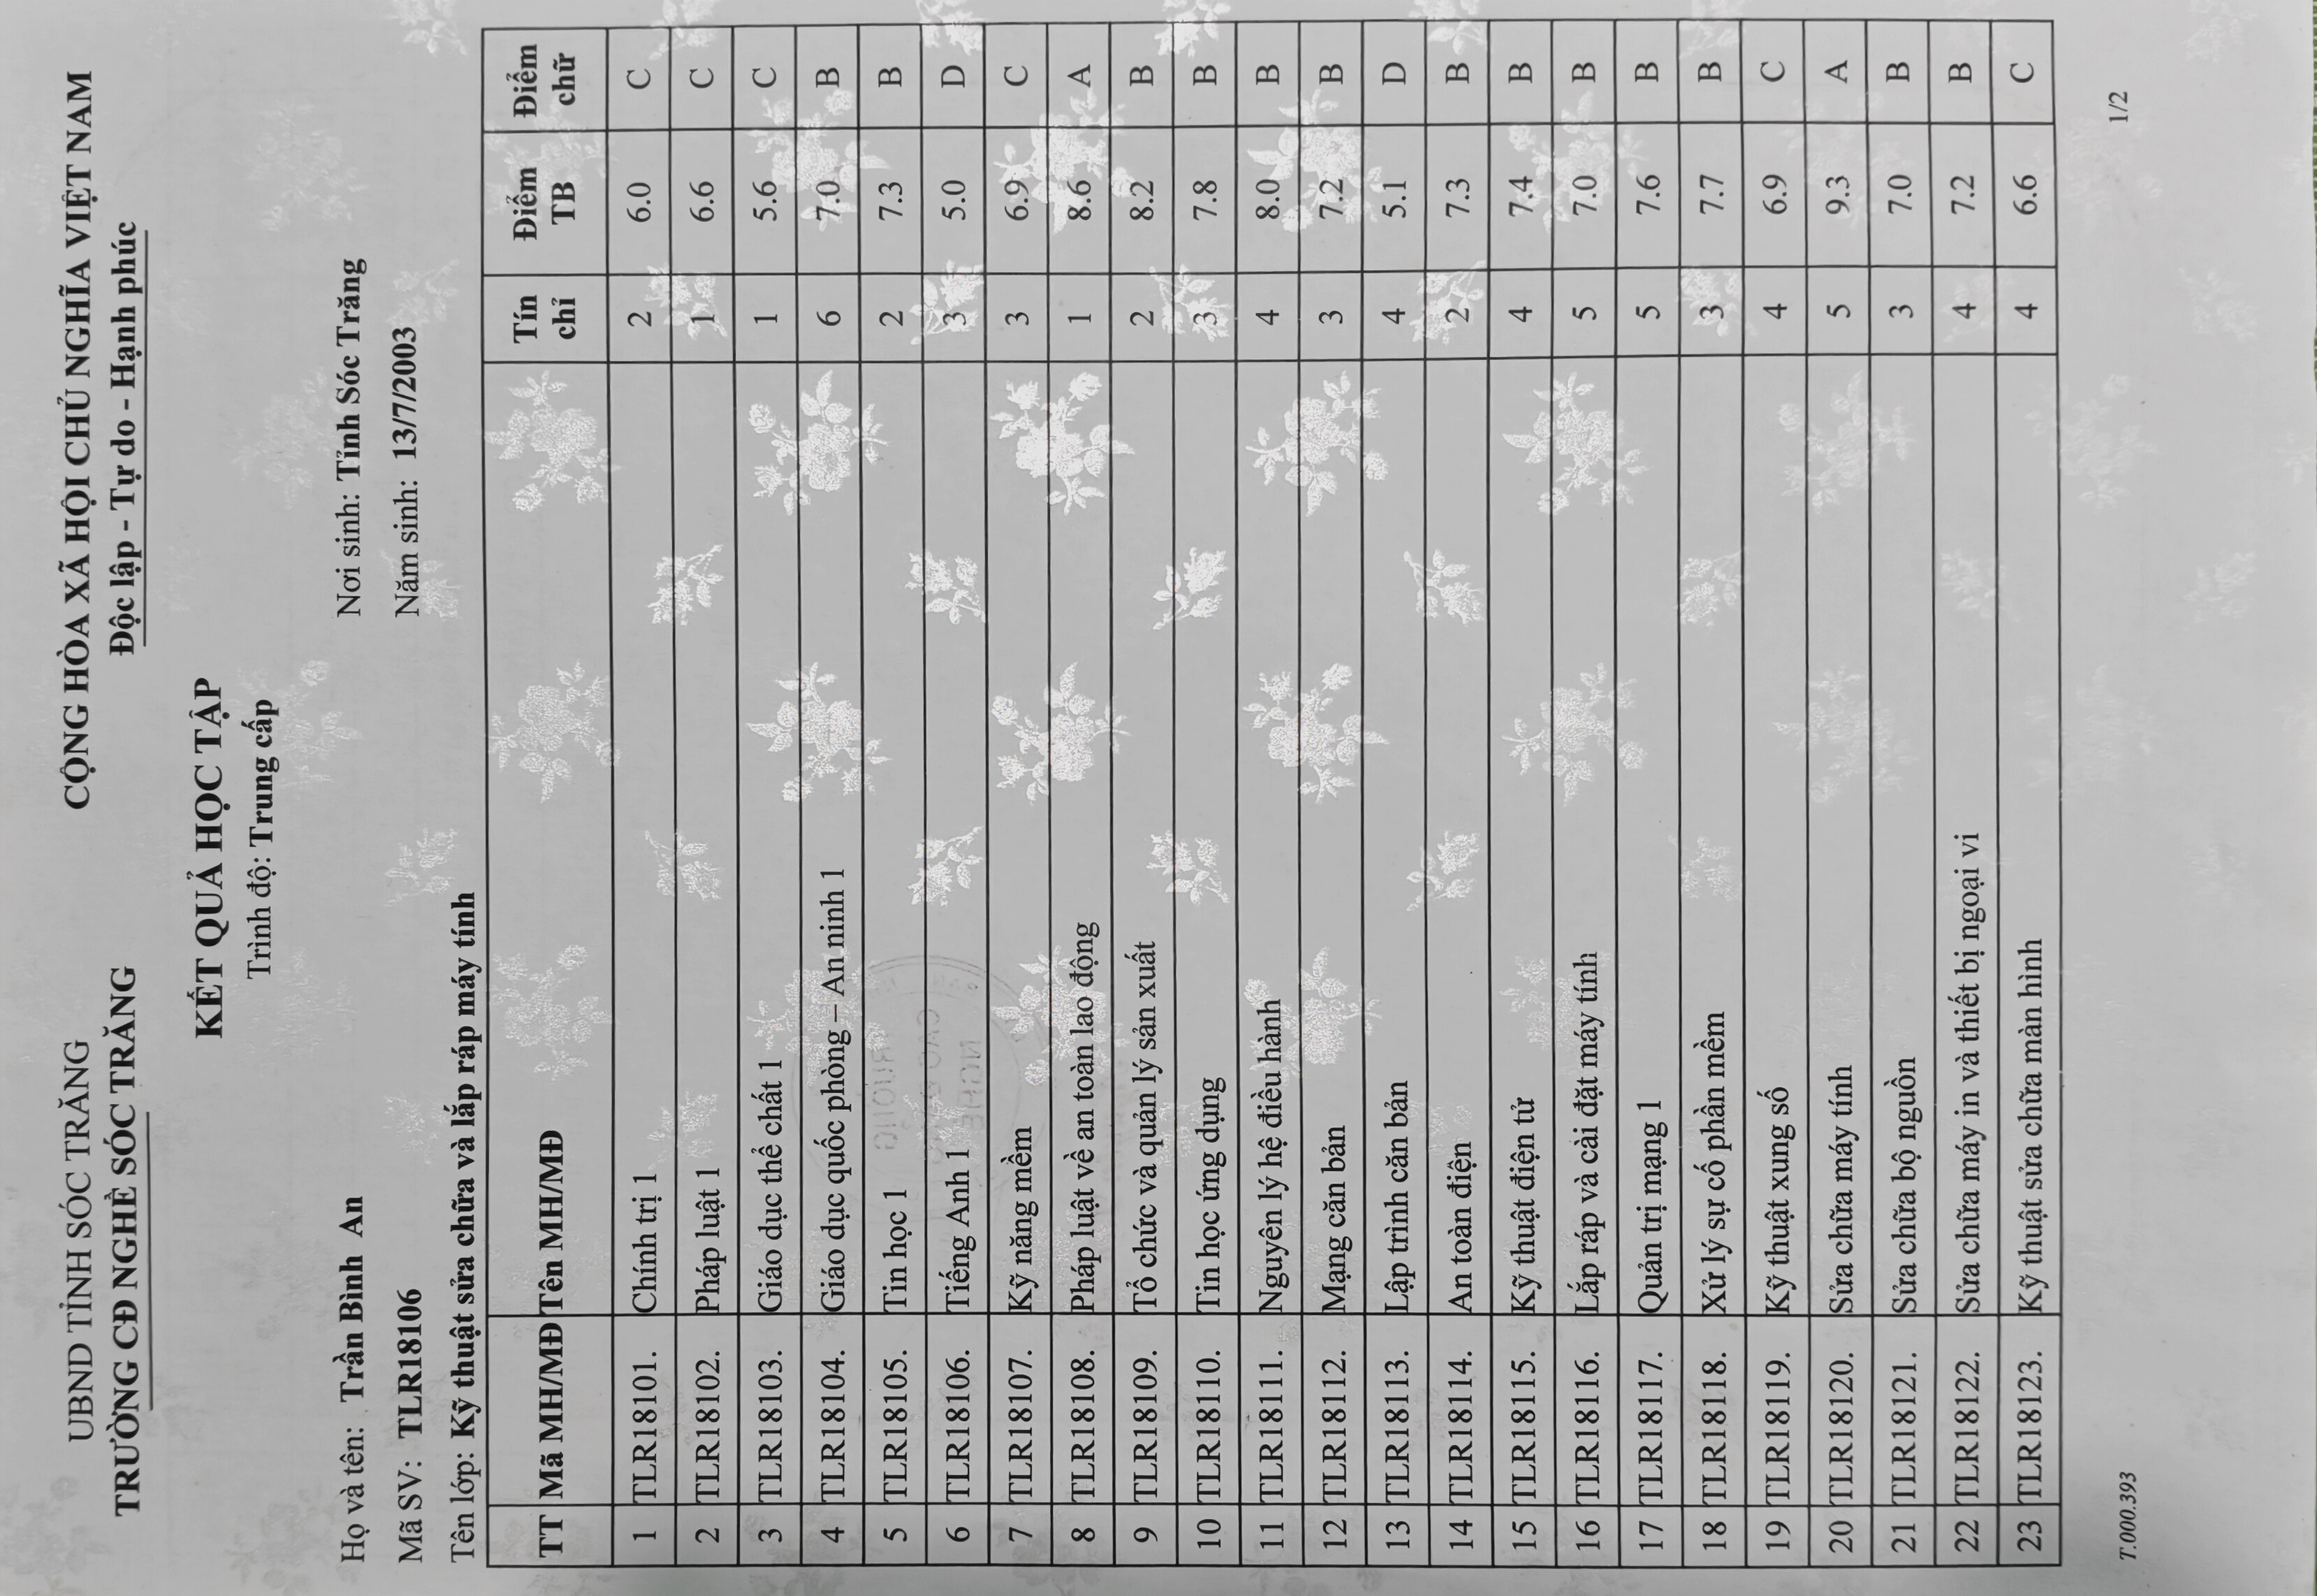 UBND TỈNH SÓC TRĂNG
TRƯỜNG CĐ NGHỀ SÓC TRĂNG
CỘNG HÒA XÃ HỘI CHỦ NGHĨA VIỆT NAM
Độc lập - Tự do - Hạnh phúc
KẾT QUẢ HỌC TẬP
Trình độ: Trung cấp
Họ và tên: Trần Bình An
Nơi sinh: Tỉnh Sóc Trăng
Mã SV: TLR18106
Năm sinh: 13/7/2003
Tên lớp: Kỹ thuật sửa chữa và lắp ráp máy tính
TT Mã MH/MĐ Tên MH/MĐ Tín chỉ Điểm TB Điểm chữ
1 TLR18101. Chính trị 1 2 6.0 C
2 TLR18102. Pháp luật 1 1 6.6 C
3 TLR18103. Giáo dục thể chất 1 1 5.6 C
4 TLR18104. Giáo dục quốc phòng – An ninh 1 6 7.0 B
5 TLR18105. Tin học 1 2 7.3 B
6 TLR18106. Tiếng Anh 1 3 5.0 D
7 TLR18107. Kỹ năng mềm 3 6.9 C
8 TLR18108. Pháp luật về an toàn lao động 1 8.6 A
9 TLR18109. Tổ chức và quản lý sản xuất 2 8.2 B
10 TLR18110. Tin học ứng dụng 3 7.8 B
11 TLR18111. Nguyên lý hệ điều hành 4 8.0 B
12 TLR18112. Mạng căn bản 3 7.2 B
13 TLR18113. Lập trình căn bản 4 5.1 D
14 TLR18114. An toàn điện 2 7.3 B
15 TLR18115. Kỹ thuật điện tử 4 7.4 B
16 TLR18116. Lắp ráp và cài đặt máy tính 5 7.0 B
17 TLR18117. Quản trị mạng 1 5 7.6 B
18 TLR18118. Xử lý sự cố phần mềm 3 7.7 B
19 TLR18119. Kỹ thuật xung số 4 6.9 C
20 TLR18120. Sửa chữa máy tính 5 9.3 A
21 TLR18121. Sửa chữa bộ nguồn 3 7.0 B
22 TLR18122. Sửa chữa máy in và thiết bị ngoại vi 4 7.2 B
23 TLR18123. Kỹ thuật sửa chữa màn hình 4 6.6 C
T.000.393
1/2